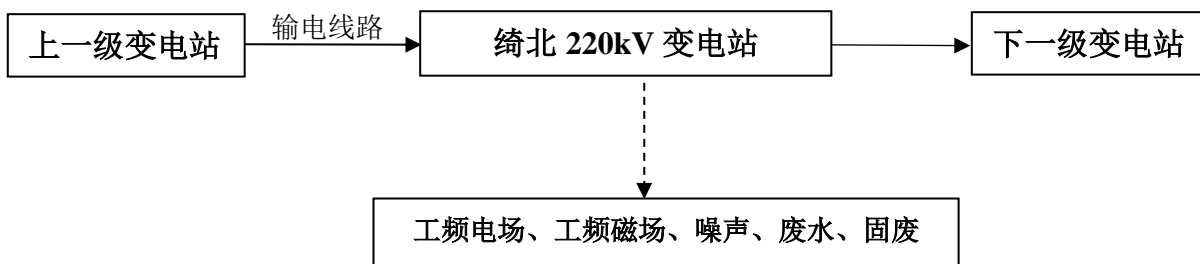 上一级变电站
输电线路
绮北 220kV 变电站
下一级变电站
工频电场、工频磁场、噪声、废水、固废